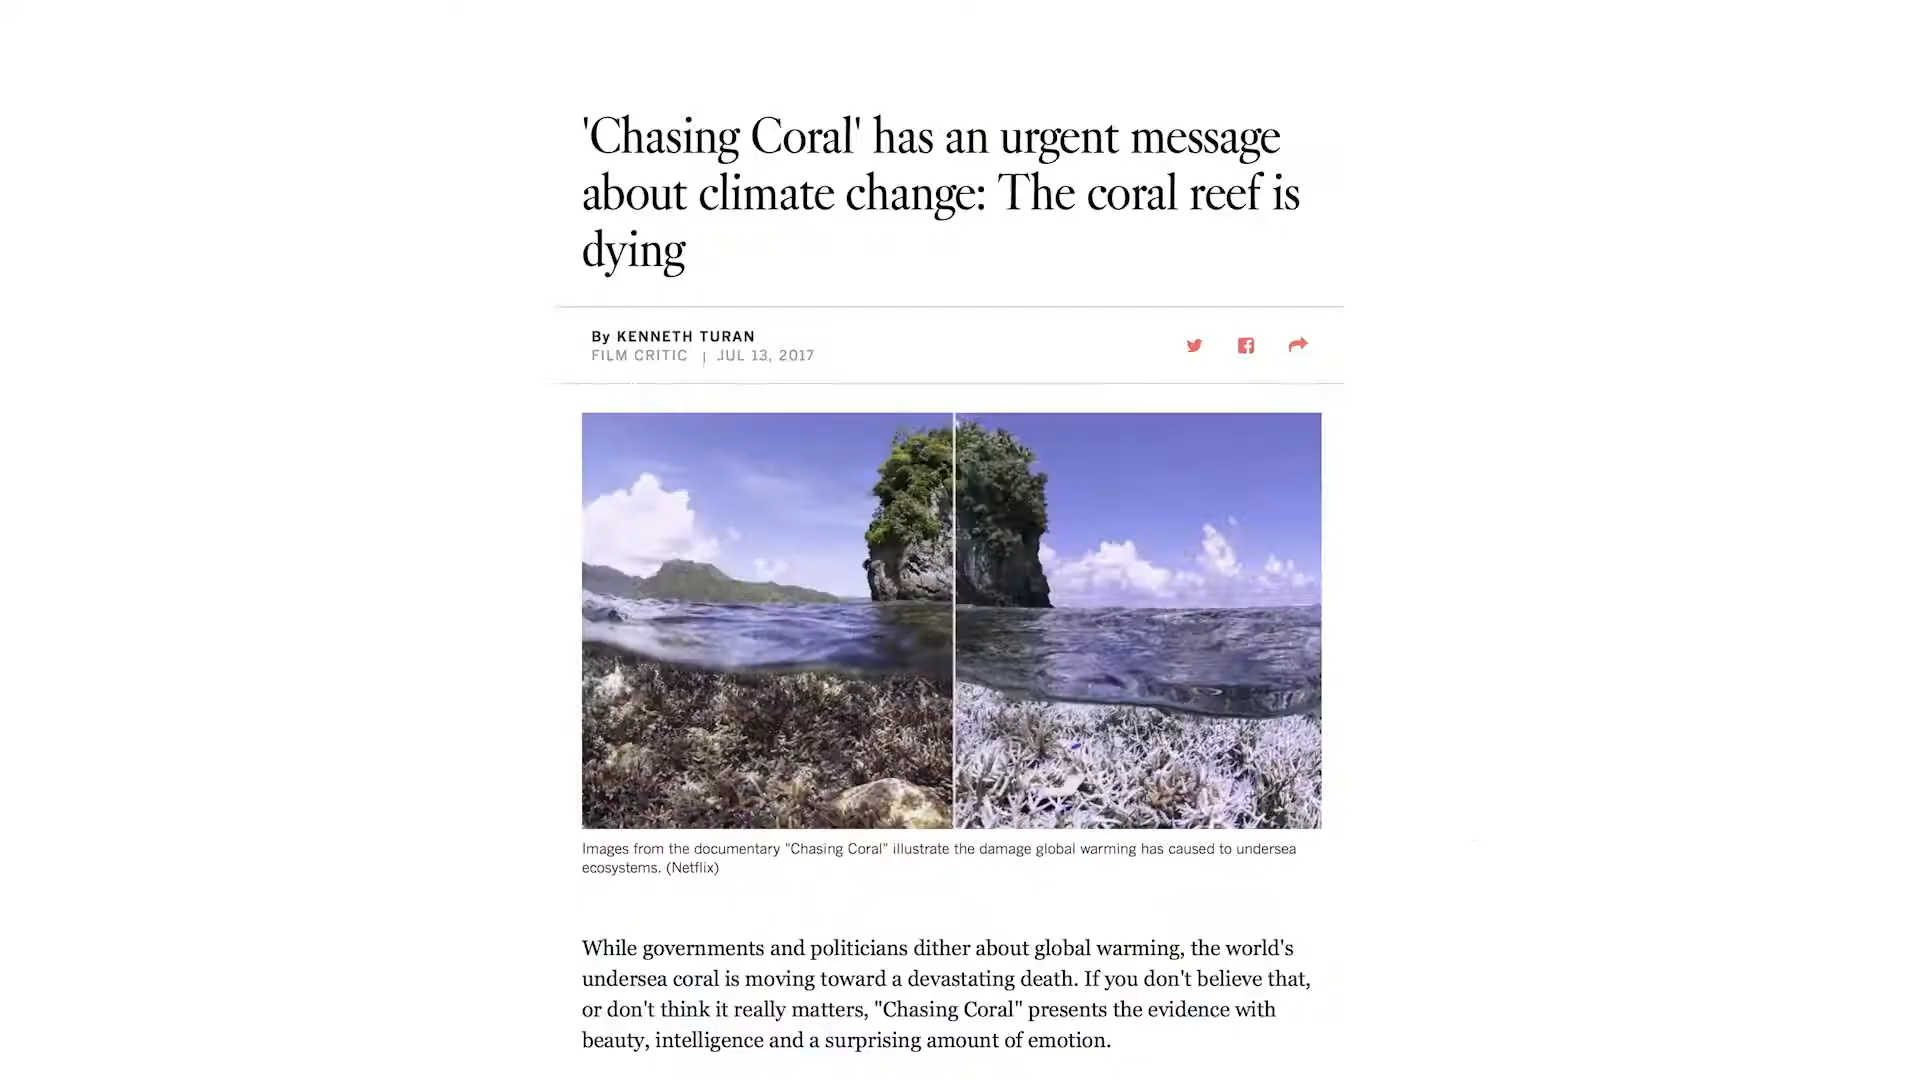 'Chasing Coral' has an urgent message
about climate change: The coral reef is
dying
By KENNETH TURAN
FILM CRITIC | JUL 13, 2017
Images from the documentary "Chasing Coral" illustrate the damage global warming has caused to undersea
ecosystems. (Netflix)
While governments and politicians dither about global warming, the world's
undersea coral is moving toward a devastating death. If you don't believe that,
or don't think it really matters, "Chasing Coral" presents the evidence with
beauty, intelligence and a surprising amount of emotion.